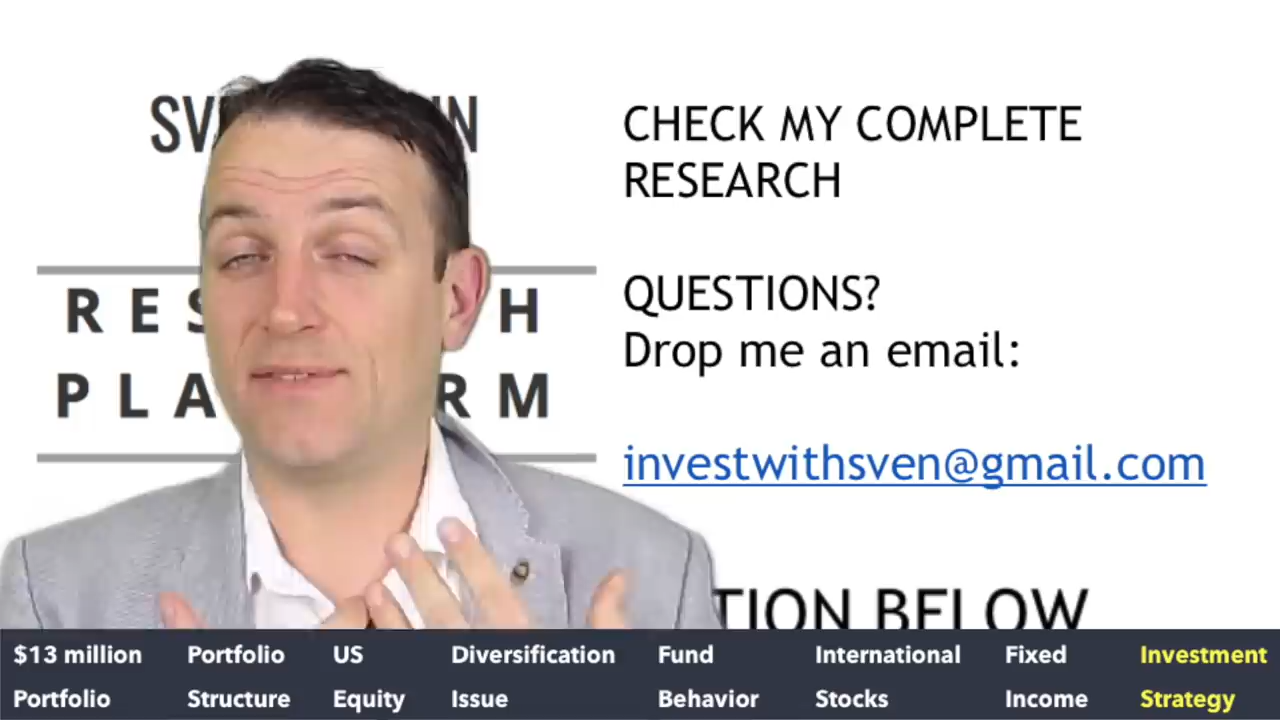 CHECK MY COMPLETE
RESEARCH
QUESTIONS?
Drop me an email:
investwithsven@gmail.com
BELOW
$13 million Portfolio
Portfolio Structure
US Equity
Diversification Issue
Fund Behavior
International Stocks
Fixed Income
Investment Strategy